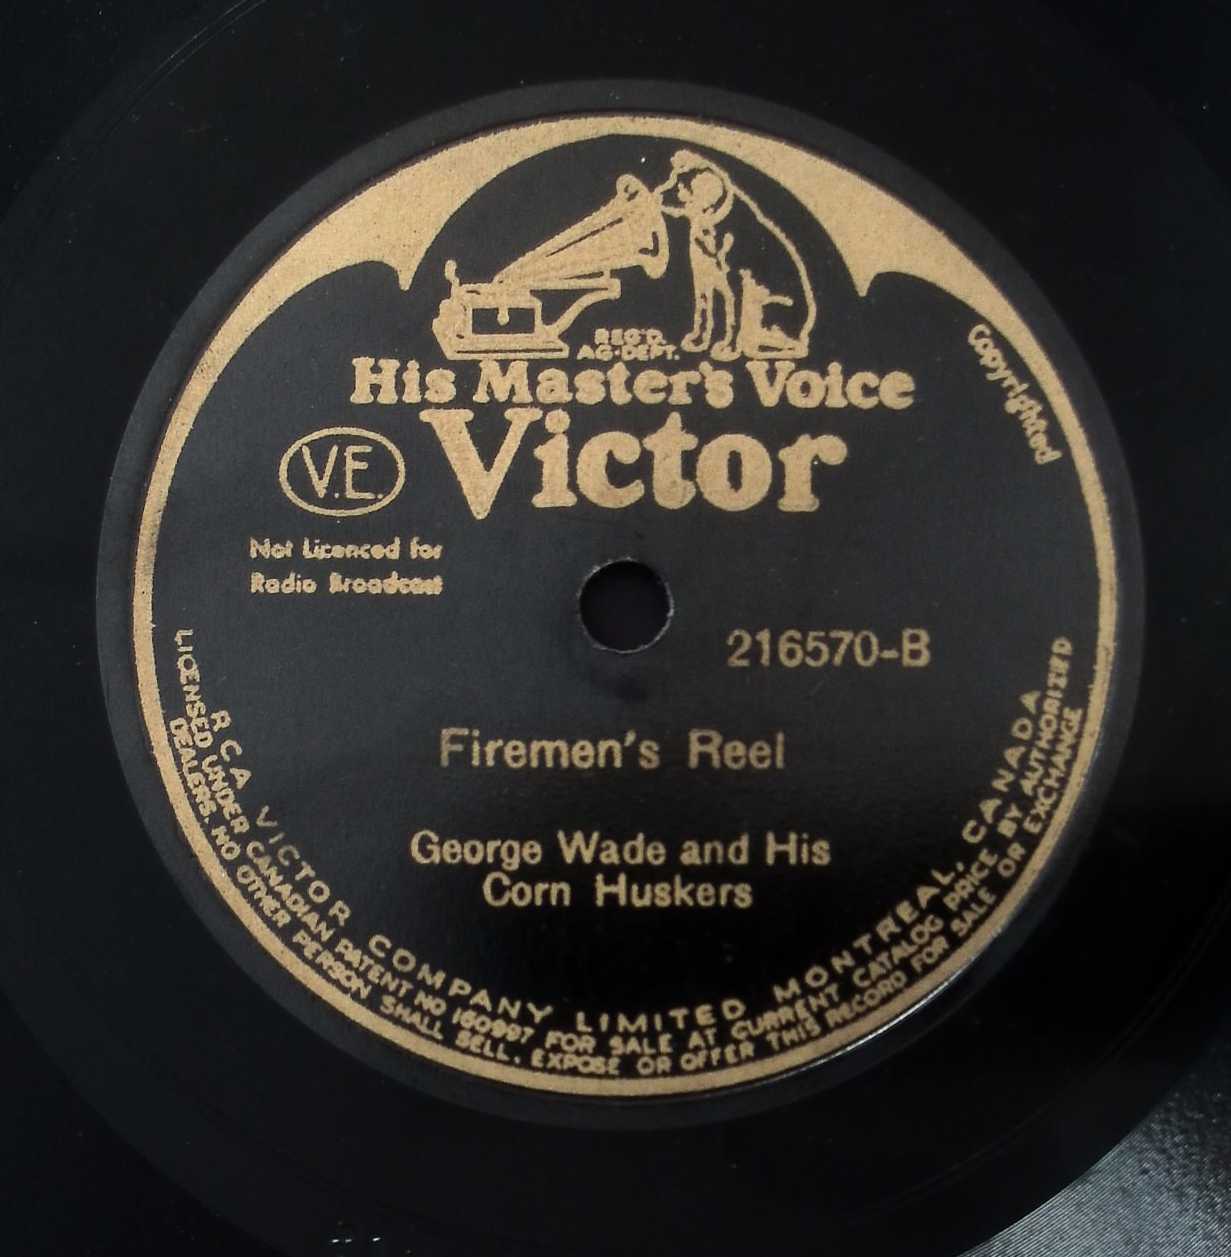 REG'D.
AG-DEPT.
His Master's Voice
Victor
V.E.
Copyrighted
Not Licenced for
Radio Broadcast
216570-B
Firemen's Reel
George Wade and His
Corn Huskers
RCA VICTOR COMPANY LIMITED MONTREAL, CANADA
LICENSED UNDER CANADIAN PATENT NO 160997 FOR SALE AT CURRENT CATALOG PRICE BY AUTHORIZED
DEALERS. NO OTHER PERSON SHALL SELL, EXPOSE OR OFFER THIS RECORD FOR SALE OR EXCHANGE